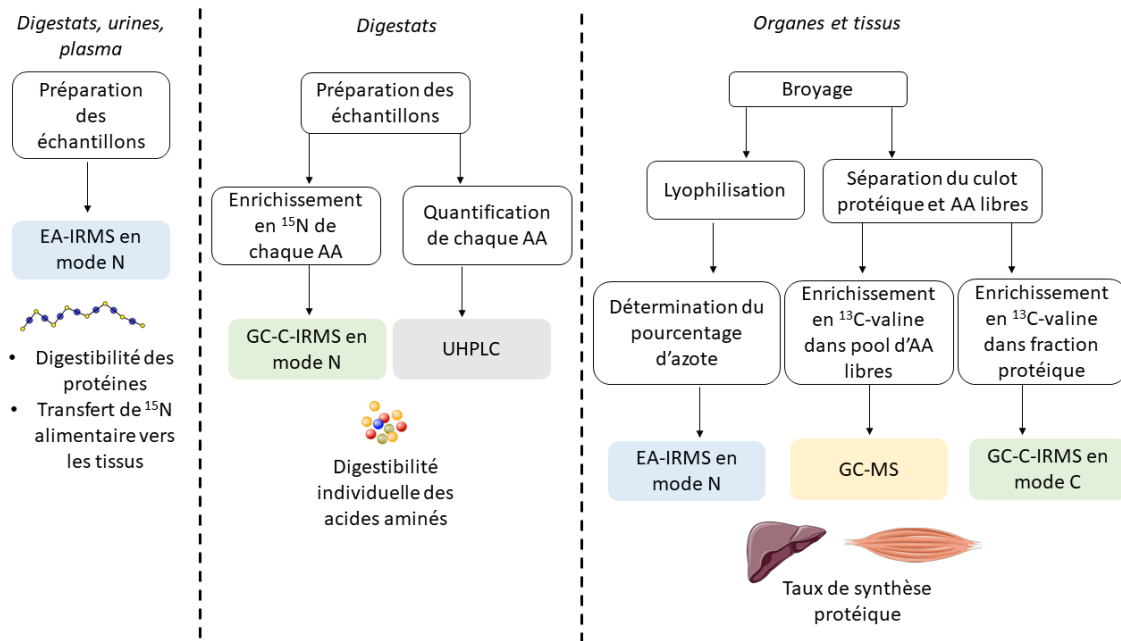 Digestats, urines,
plasma
Préparation
des
échantillons
EA-IRMS en
mode N
• Digestibilité des
protéines
• Transfert de ¹⁵N
alimentaire vers
les tissus
Digestats
Préparation des
échantillons
Enrichissement
en ¹⁵N de
chaque AA
Quantification
de chaque AA
GC-C-IRMS en
mode N
UHPLC
Digestibilité
individuelle des
acides aminés
Organes et tissus
Broyage
Lyophilisation
Séparation du culot
protéique et AA libres
Détermination du
pourcentage
d’azote
Enrichissement
en ¹³C-valine
dans pool d’AA
libres
Enrichissement
en ¹³C-valine
dans fraction
protéique
EA-IRMS en
mode N
GC-MS
GC-C-IRMS en
mode C
Taux de synthèse
protéique